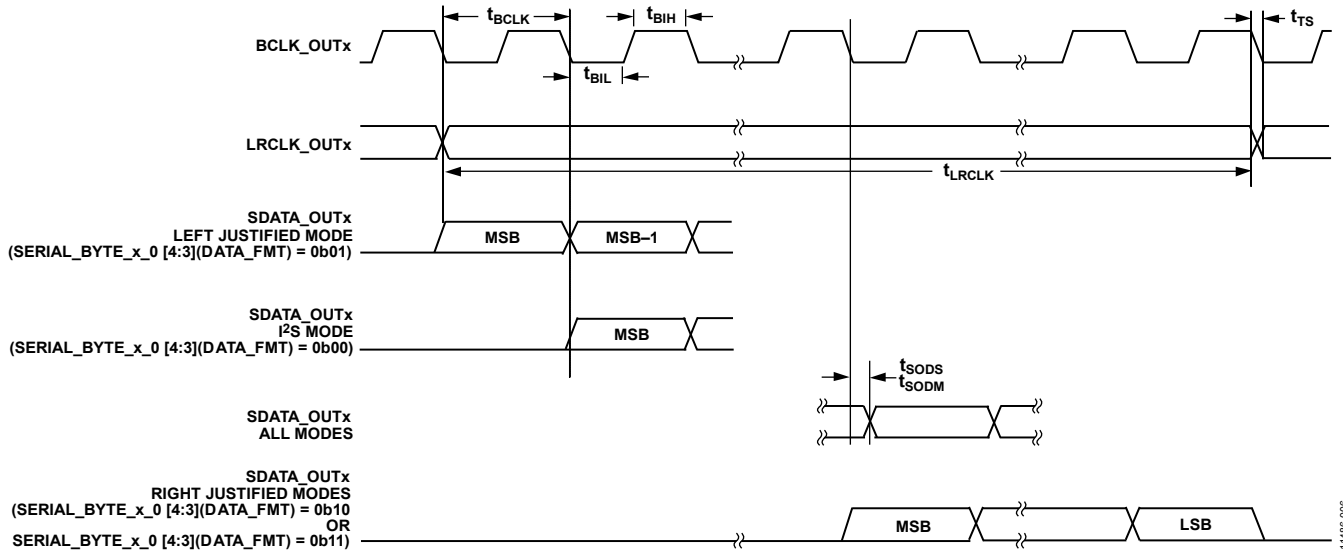 tBCLK
tBIH
tTS
BCLK_OUTx
tBIL
LRCLK_OUTx
tLRCLK
SDATA_OUTx
LEFT JUSTIFIED MODE
(SERIAL_BYTE_x_0 [4:3](DATA_FMT) = 0b01)
MSB
MSB–1
SDATA_OUTx
I2S MODE
(SERIAL_BYTE_x_0 [4:3](DATA_FMT) = 0b00)
MSB
tSODS
tSODM
SDATA_OUTx
ALL MODES
SDATA_OUTx
RIGHT JUSTIFIED MODES
(SERIAL_BYTE_x_0 [4:3](DATA_FMT) = 0b10
OR
SERIAL_BYTE_x_0 [4:3](DATA_FMT) = 0b11)
MSB
LSB